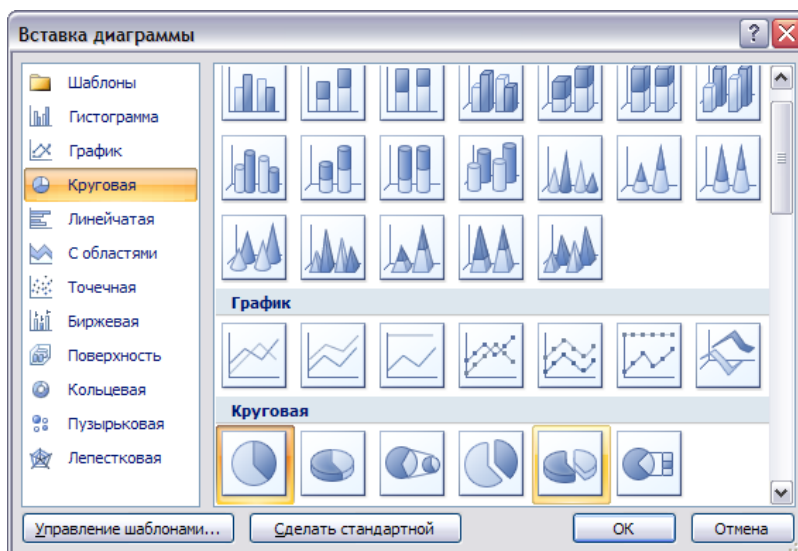 Вставка диаграммы
Шаблоны
Гистограмма
График
Круговая
Линейчатая
С областями
Точечная
Биржевая
Поверхность
Кольцевая
Пузырьковая
Лепестковая
График
Круговая
Управление шаблонами...
Сделать стандартной
ОК
Отмена